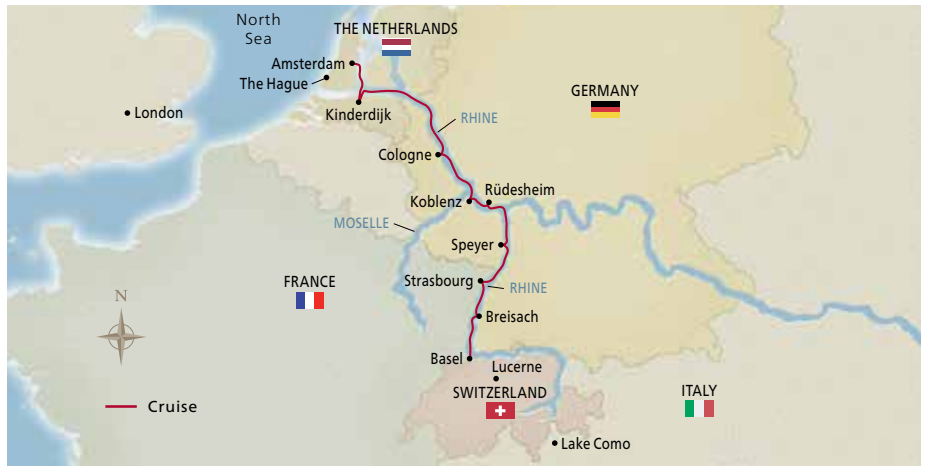 North
Sea
THE NETHERLANDS
Amsterdam
The Hague
GERMANY
London
Kinderdijk
RHINE
Cologne
Rüdesheim
Koblenz
MOSELLE
Speyer
FRANCE
Strasbourg
RHINE
N
Breisach
Basel
Lucerne
SWITZERLAND
ITALY
Cruise
Lake Como